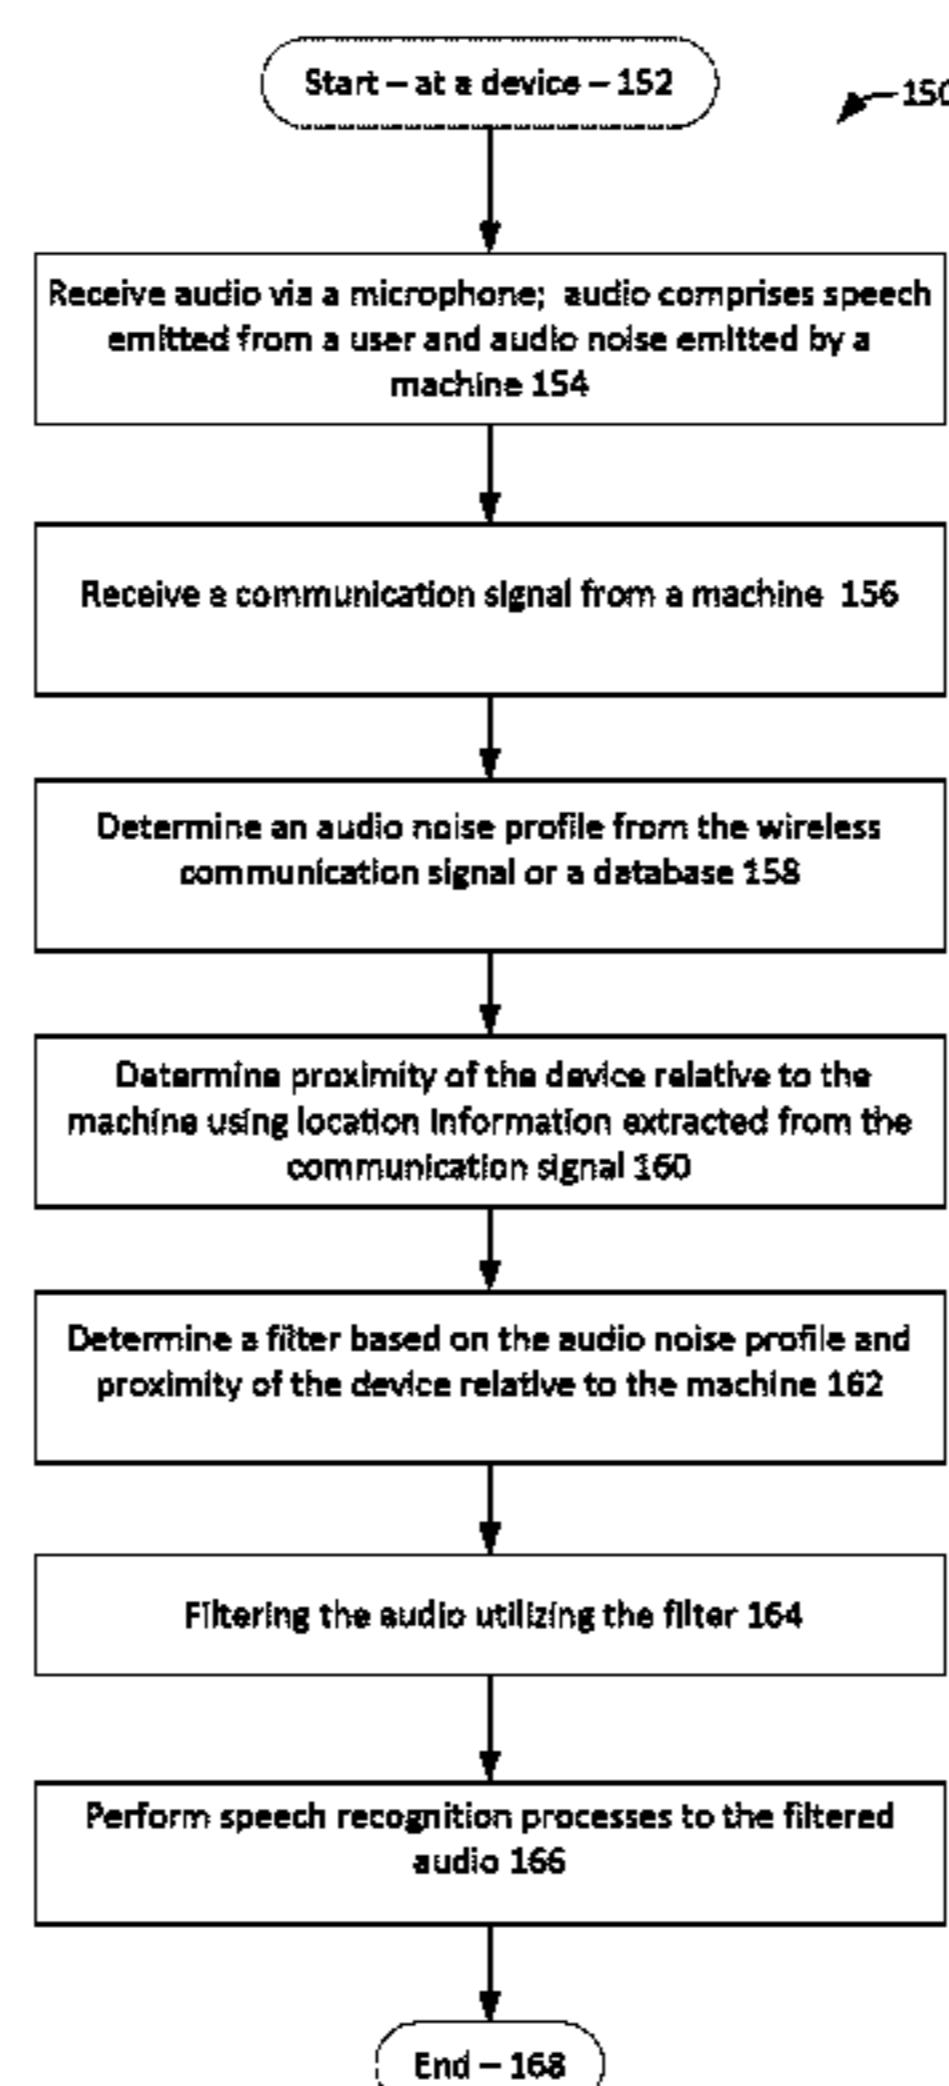 Start – at a device – 152
150
Receive audio via a microphone; audio comprises speech
emitted from a user and audio noise emitted by a
machine 154
Receive a communication signal from a machine 156
Determine an audio noise profile from the wireless
communication signal or a database 158
Determine proximity of the device relative to the
machine using location information extracted from the
communication signal 160
Determine a filter based on the audio noise profile and
proximity of the device relative to the machine 162
Filtering the audio utilizing the filter 164
Perform speech recognition processes to the filtered
audio 166
End – 168